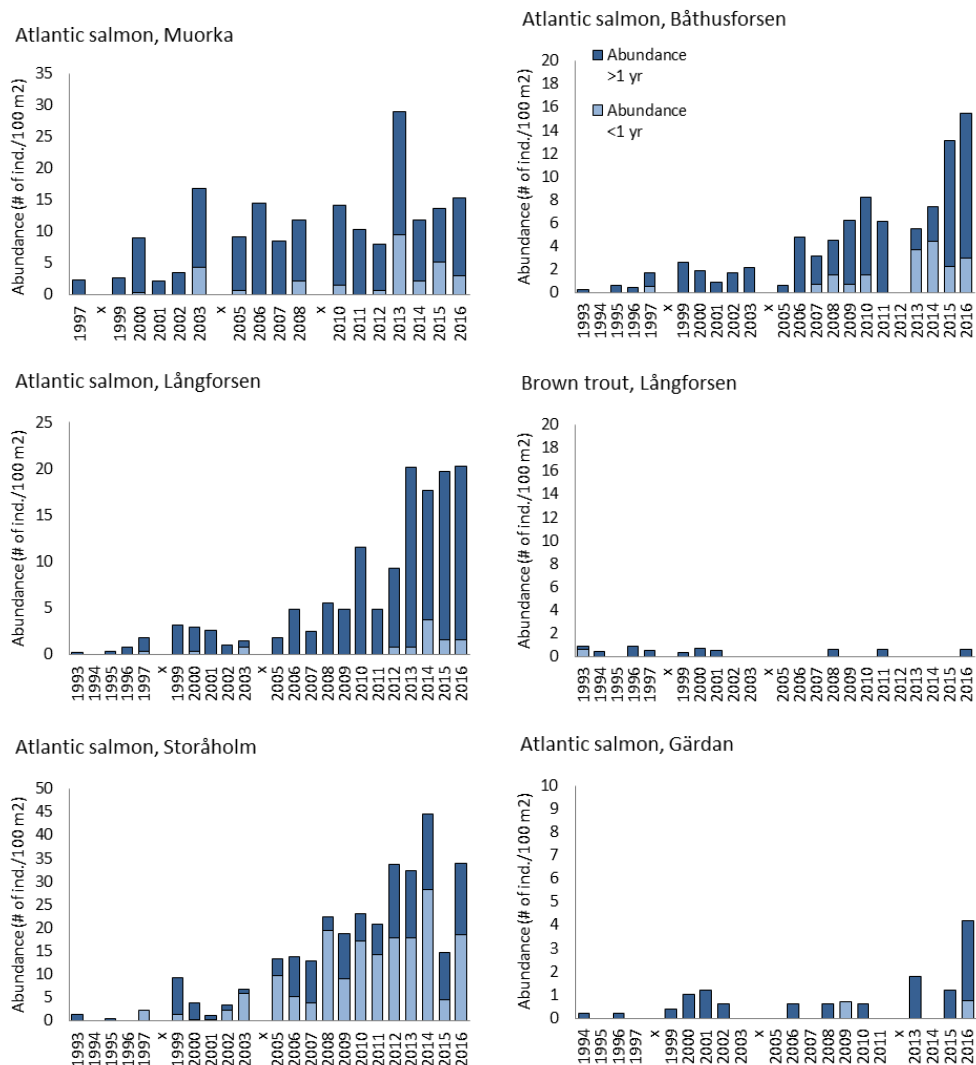 Atlantic salmon, Muorka
Abundance (# of ind./100 m2)
35
30
25
20
15
10
5
0
1997 x 1999 2000 2001 2002 2003 x 2005 2006 2007 2008 x 2010 2011 2012 2013 2014 2015 2016
Atlantic salmon, Båthusforsen
Abundance
>1 yr
Abundance
<1 yr
Abundance (# of ind./100 m2)
20
18
16
14
12
10
8
6
4
2
0
1993 1994 1995 1996 1997 x 1999 2000 2001 2002 2003 x 2005 2006 2007 2008 2009 2010 2011 2012 2013 2014 2015 2016
Atlantic salmon, Långforsen
Abundance (# of ind./100 m2)
25
20
15
10
5
0
1993 1994 1995 1996 1997 x 1999 2000 2001 2002 2003 x 2005 2006 2007 2008 2009 2010 2011 2012 2013 2014 2015 2016
Brown trout, Långforsen
Abundance (# of ind./100 m2)
20
18
16
14
12
10
8
6
4
2
0
1993 1994 1995 1996 1997 x 1999 2000 2001 2002 2003 x 2005 2006 2007 2008 2009 2010 2011 2012 2013 2014 2015 2016
Atlantic salmon, Storåholm
Abundance (# of ind./100 m2)
50
45
40
35
30
25
20
15
10
5
0
1993 1994 1995 1996 1997 x 1999 2000 2001 2002 2003 x 2005 2006 2007 2008 2009 2010 2011 2012 2013 2014 2015 2016
Atlantic salmon, Gärdan
Abundance (# of ind./100 m2)
10
9
8
7
6
5
4
3
2
1
0
1994 1995 1996 1997 x 1999 2000 2001 2002 2003 x 2005 2006 2007 2008 2009 2010 2011 x 2013 2014 2015 2016